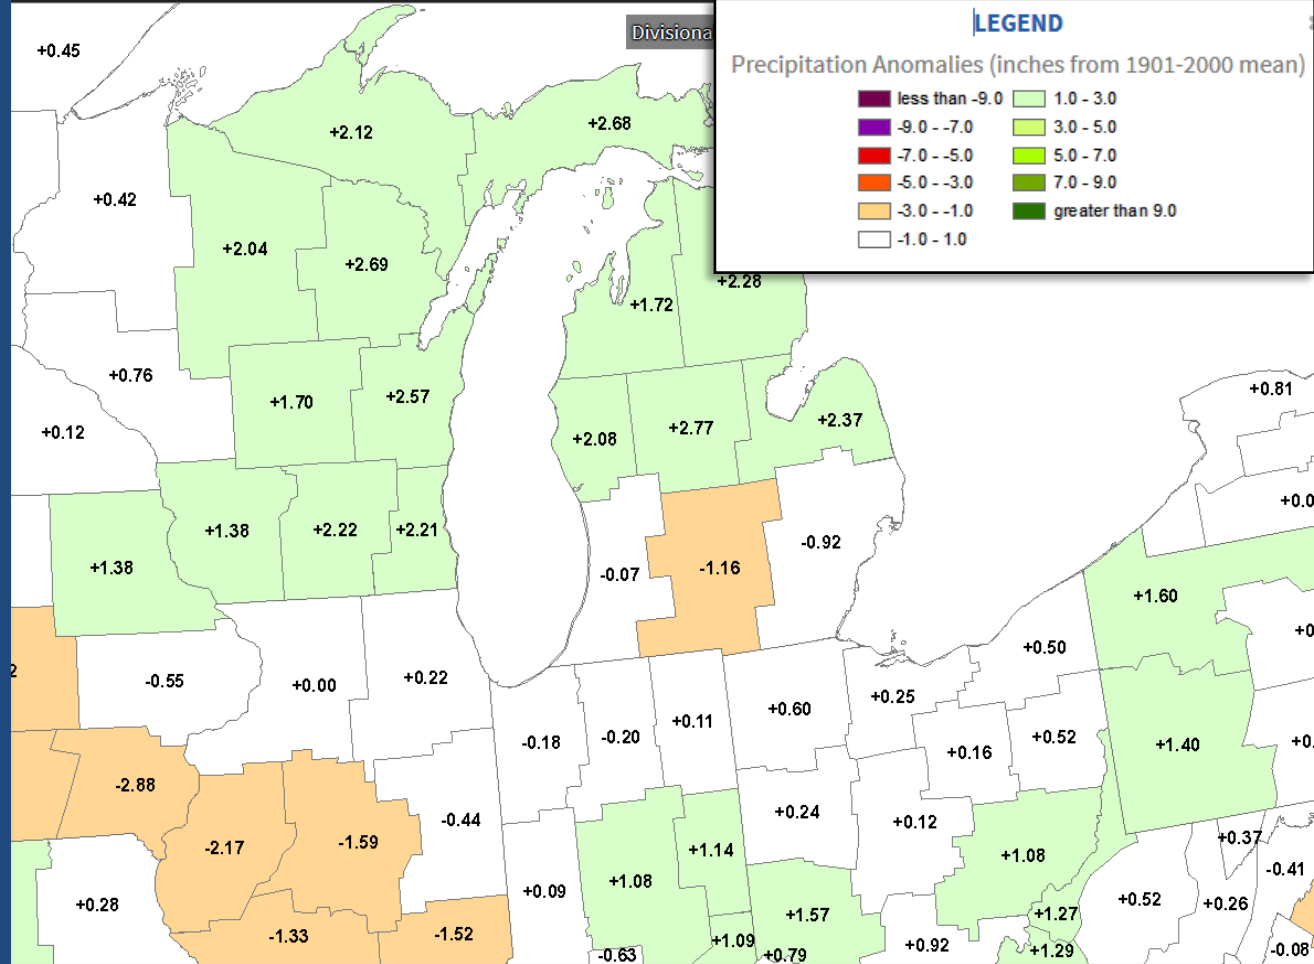 Divisiona
LEGEND
Precipitation Anomalies (inches from 1901-2000 mean)
less than -9.0 1.0 - 3.0
-9.0 - -7.0 3.0 - 5.0
-7.0 - -5.0 5.0 - 7.0
-5.0 - -3.0 7.0 - 9.0
-3.0 - -1.0 greater than 9.0
-1.0 - 1.0
+0.45
+2.12 +2.68
+0.42
+2.04 +2.69
+2.28
+1.72
+0.76
+1.70 +2.57
+0.81
+0.12
+2.08 +2.77 +2.37
+0.0
+1.38 +2.22 +2.21
+1.38
-0.07 -1.16 -0.92
+1.60
+0
+0.50
2 -0.55 +0.00 +0.22
+0.25
-0.18 -0.20 +0.11 +0.60
+0.16 +0.52 +1.40 +0.
-2.88
-2.17 -1.59 -0.44
+0.24 +0.12
+0.37
+1.14 +1.08
-0.41
+0.28 +0.09 +1.08
+1.57
+1.27 +0.52 +0.26
-1.33 -1.52
-0.63 +1.09 +0.79 +0.92 +1.29 -0.08